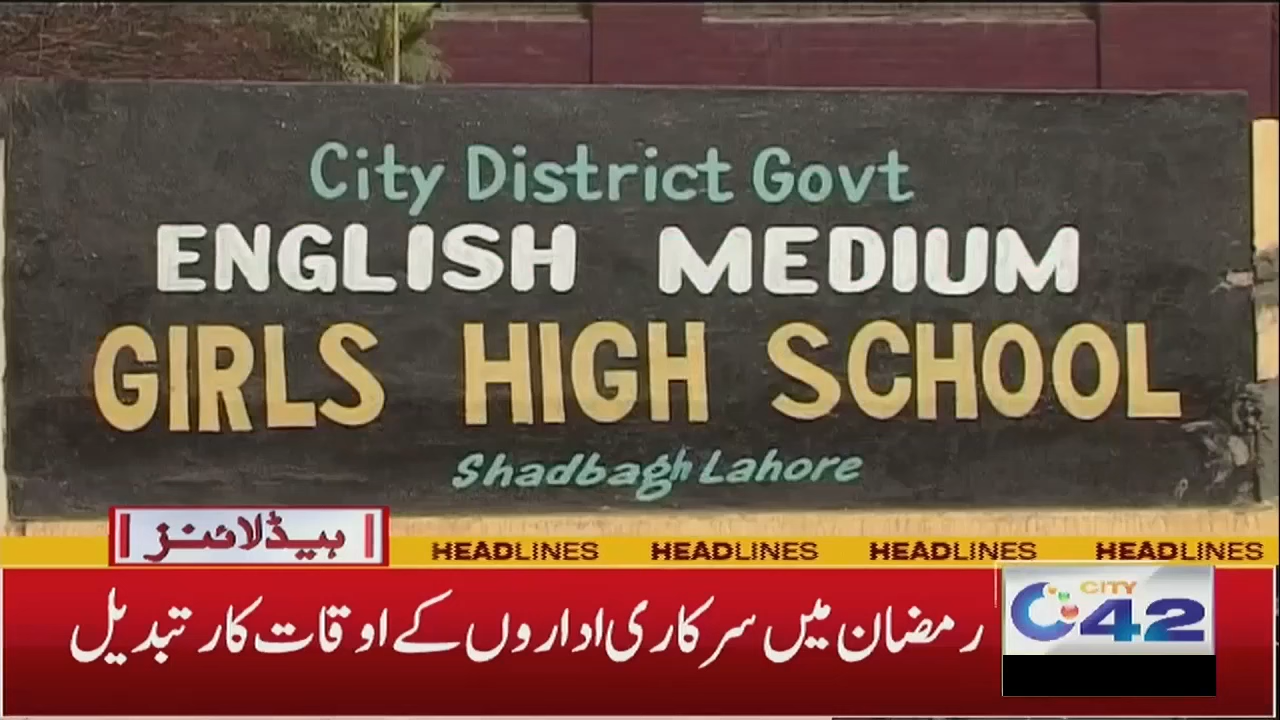 City District Govt
ENGLISH MEDIUM
GIRLS HIGH SCHOOL
Shadbagh Lahore
ہیڈلائنز
HEADLINES HEADLINES HEADLINES HEADLINES
رمضان میں سرکاری اداروں کے اوقات کار تبدیل
CITY
42